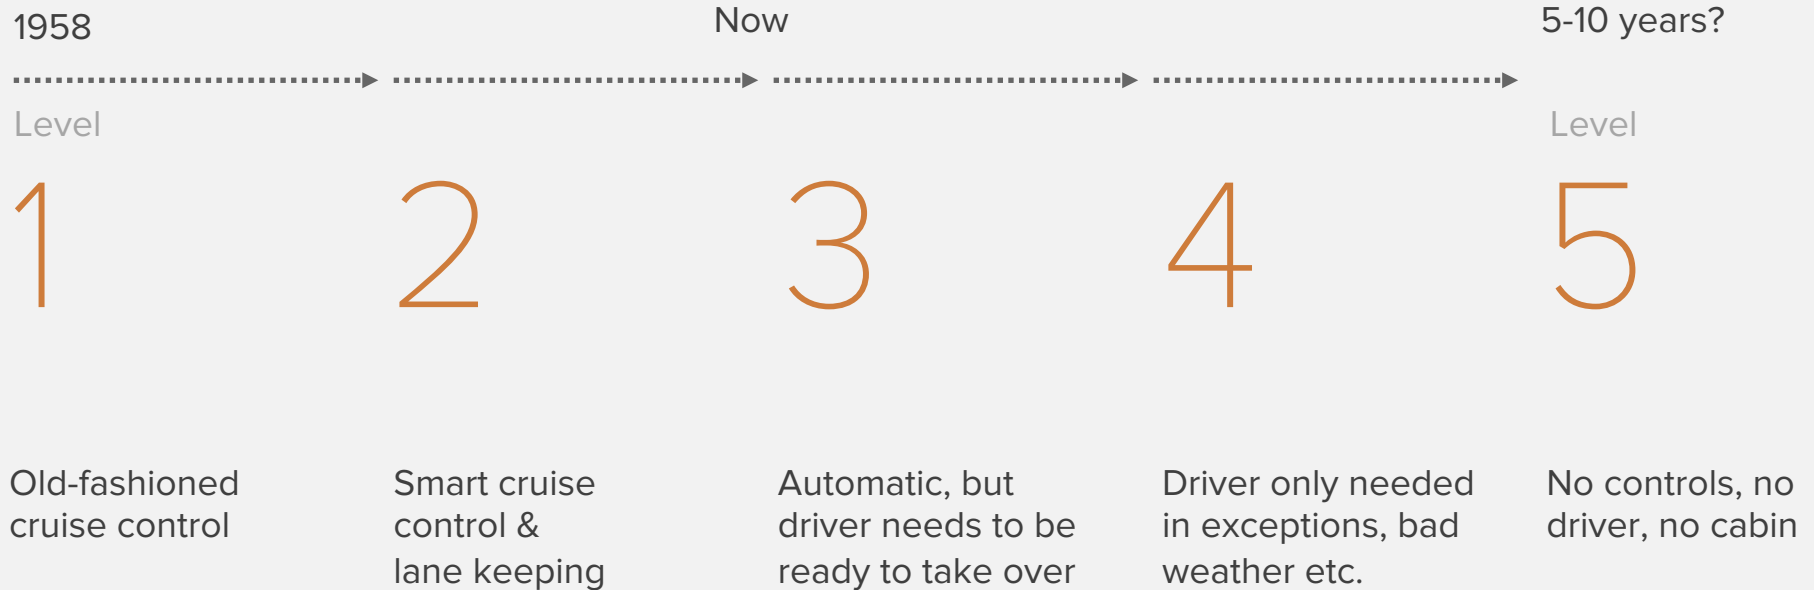 1958
Now
5-10 years?
Level
Level
1
2
3
4
5
Old-fashioned
cruise control
Smart cruise
control &
lane keeping
Automatic, but
driver needs to be
ready to take over
Driver only needed
in exceptions, bad
weather etc.
No controls, no
driver, no cabin